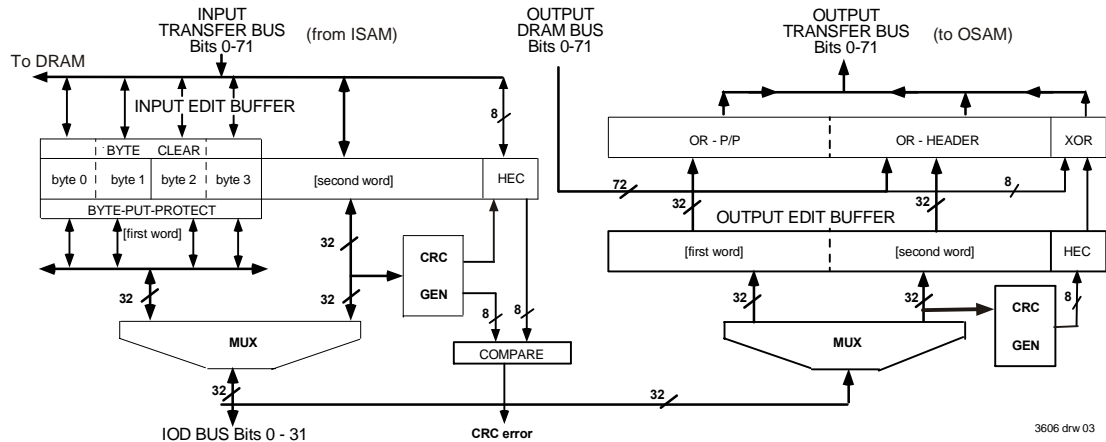 INPUT
TRANSFER BUS
Bits 0-71
(from ISAM)
OUTPUT
DRAM BUS
Bits 0-71
OUTPUT
TRANSFER BUS
Bits 0-71
(to OSAM)
To DRAM
INPUT EDIT BUFFER
8
BYTE CLEAR
byte 0
byte 1
byte 2
byte 3
[second word]
HEC
BYTE-PUT-PROTECT
[first word]
OR - P/P
OR - HEADER
XOR
72
32
32
8
OUTPUT EDIT BUFFER
[first word]
[second word]
HEC
32
CRC
GEN
32
32
8
8
MUX
COMPARE
32
32
CRC
GEN
8
MUX
32
32
IOD BUS Bits 0 - 31
CRC error
3606 drw 03